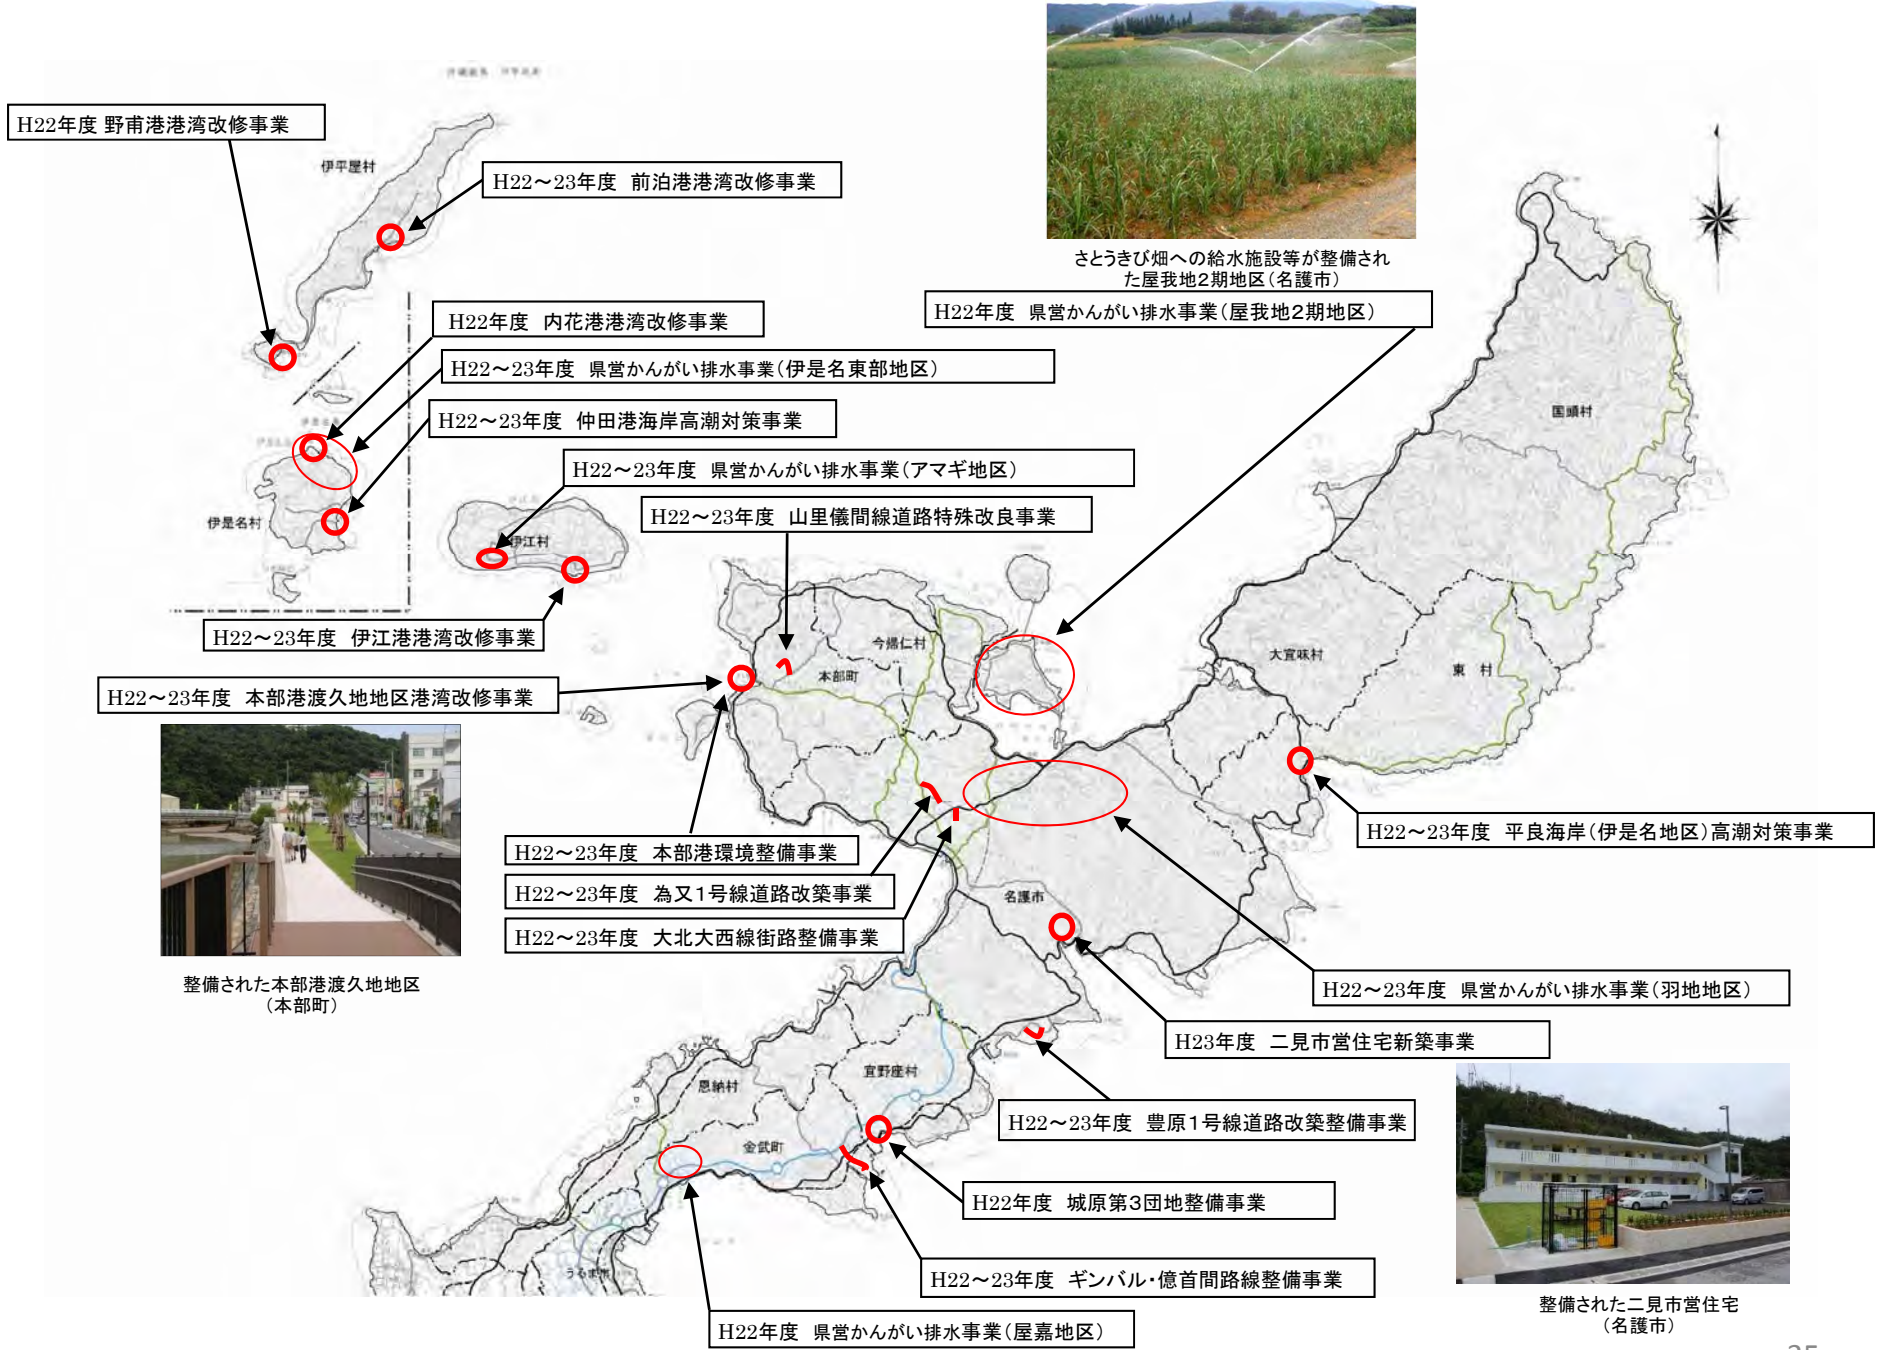 H22年度 野甫港港湾改修事業
伊平屋村
H22～23年度 前泊港港湾改修事業
さとうきび畑への給水施設等が整備され
た屋我地2期地区(名護市)
H22年度 県営かんがい排水事業(屋我地2期地区)
H22年度 内花港港湾改修事業
H22～23年度 県営かんがい排水事業(伊是名東部地区)
H22～23年度 仲田港海岸高潮対策事業
国頭村
H22～23年度 県営かんがい排水事業(アマギ地区)
H22～23年度 山里儀間線道路特殊改良事業
伊是名村
伊江村
H22～23年度 伊江港港湾改修事業
今帰仁村
本部町
大宜味村
東 村
H22～23年度 本部港渡久地地区港湾改修事業
H22～23年度 平良海岸(伊是名地区)高潮対策事業
H22～23年度 本部港環境整備事業
H22～23年度 為又1号線道路改築事業
名護市
H22～23年度 大北大西線街路整備事業
整備された本部港渡久地地区
(本部町)
H22～23年度 県営かんがい排水事業(羽地地区)
H23年度 二見市営住宅新築事業
宜野座村
恩納村
H22～23年度 豊原1号線道路改築整備事業
金武町
H22年度 城原第3団地整備事業
うるま市
H22～23年度 ギンバル・億首間路線整備事業
整備された二見市営住宅
(名護市)
H22年度 県営かんがい排水事業(屋嘉地区)